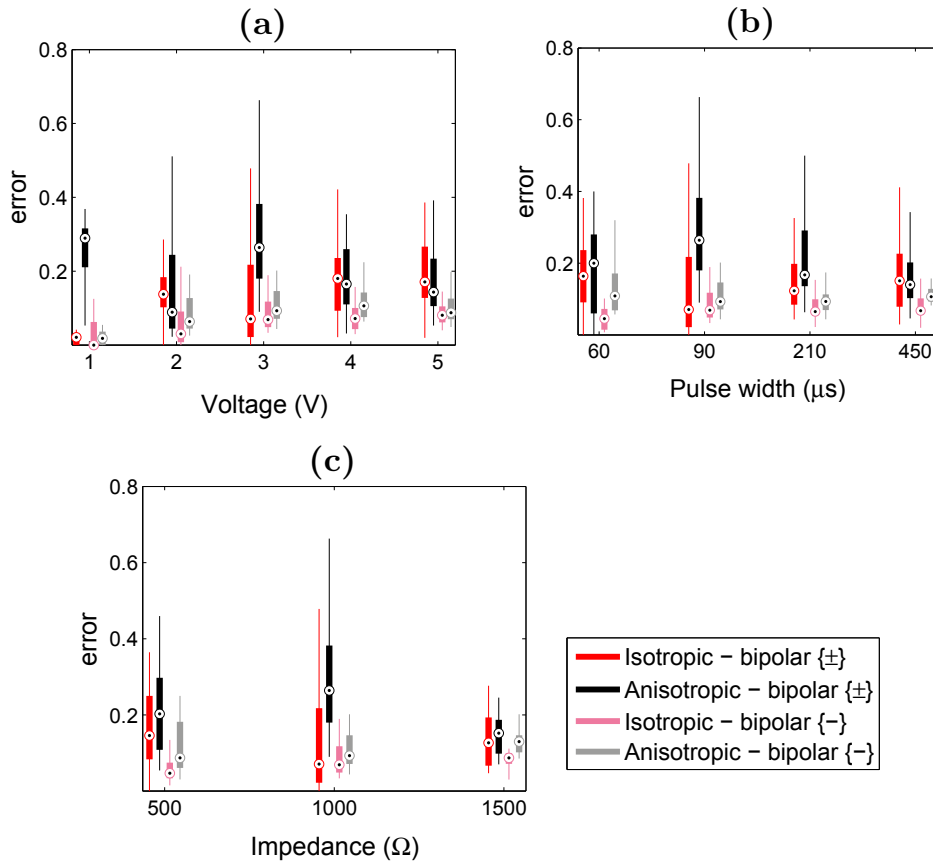 (a)
0.8
0.6
0.4
0.2
error
1 2 3 4 5
Voltage (V)
(b)
0.8
0.6
0.4
0.2
error
60 90 210 450
Pulse width (μs)
(c)
0.8
0.6
0.4
0.2
error
500 1000 1500
Impedance (Ω)
Isotropic − bipolar {±}
Anisotropic − bipolar {±}
Isotropic − bipolar {−}
Anisotropic − bipolar {−}